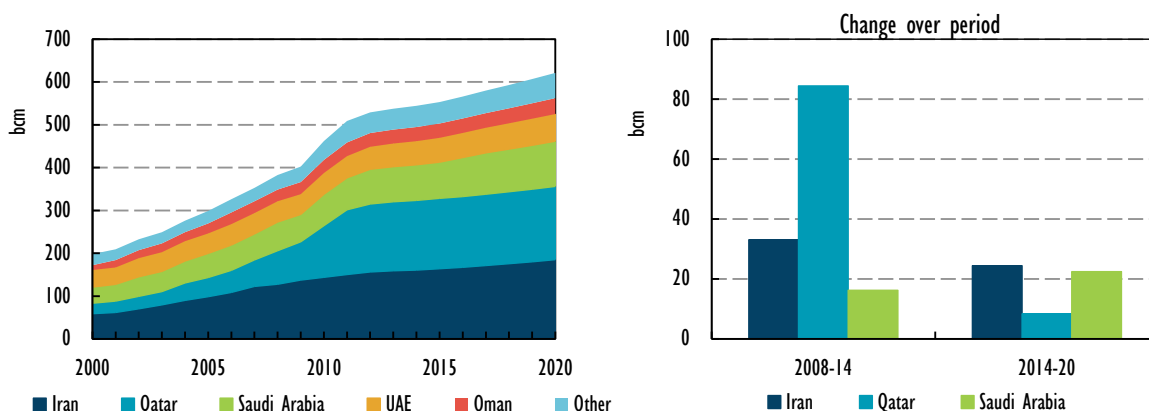 700
600
500
400
300
200
100
0
bcm
2000 2005 2010 2015 2020
Iran Qatar Saudi Arabia UAE Oman Other
Change over period
100
80
60
40
20
0
bcm
2008-14 2014-20
Iran Qatar Saudi Arabia